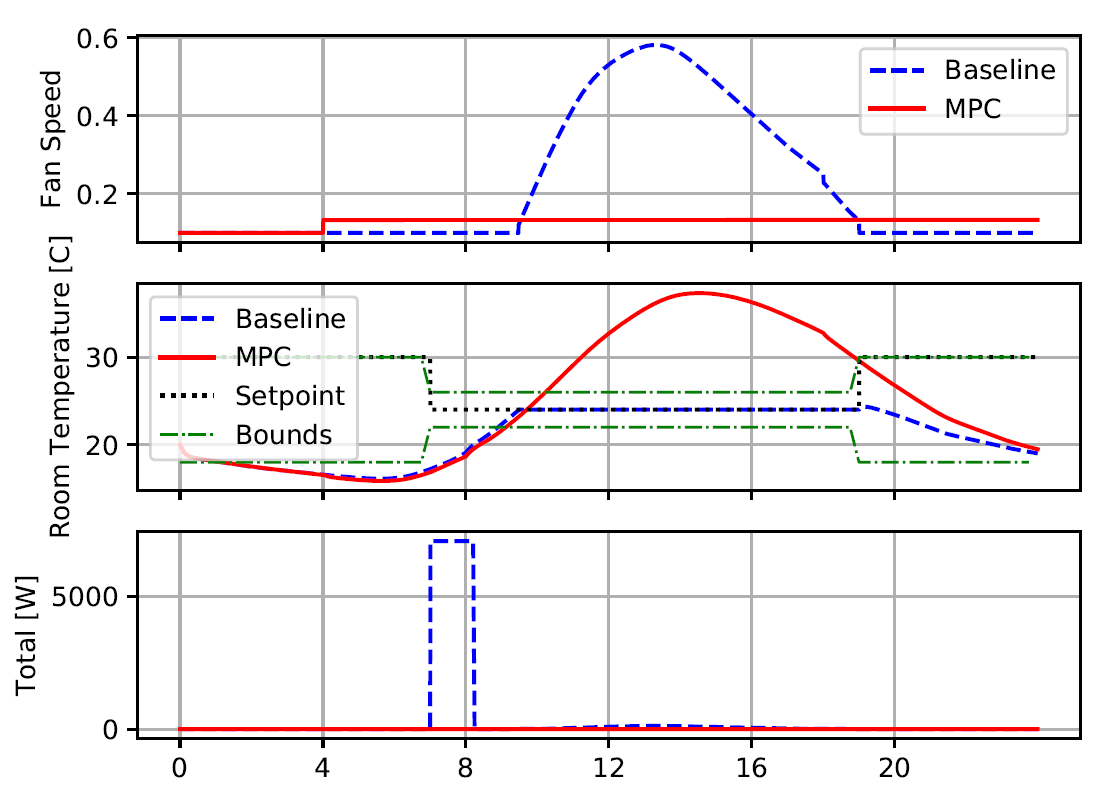 Fan Speed
0.6
0.4
0.2
Baseline
MPC
Room Temperature [C]
30
20
Baseline
MPC
Setpoint
Bounds
Total [W]
5000
0
0
4
8
12
16
20